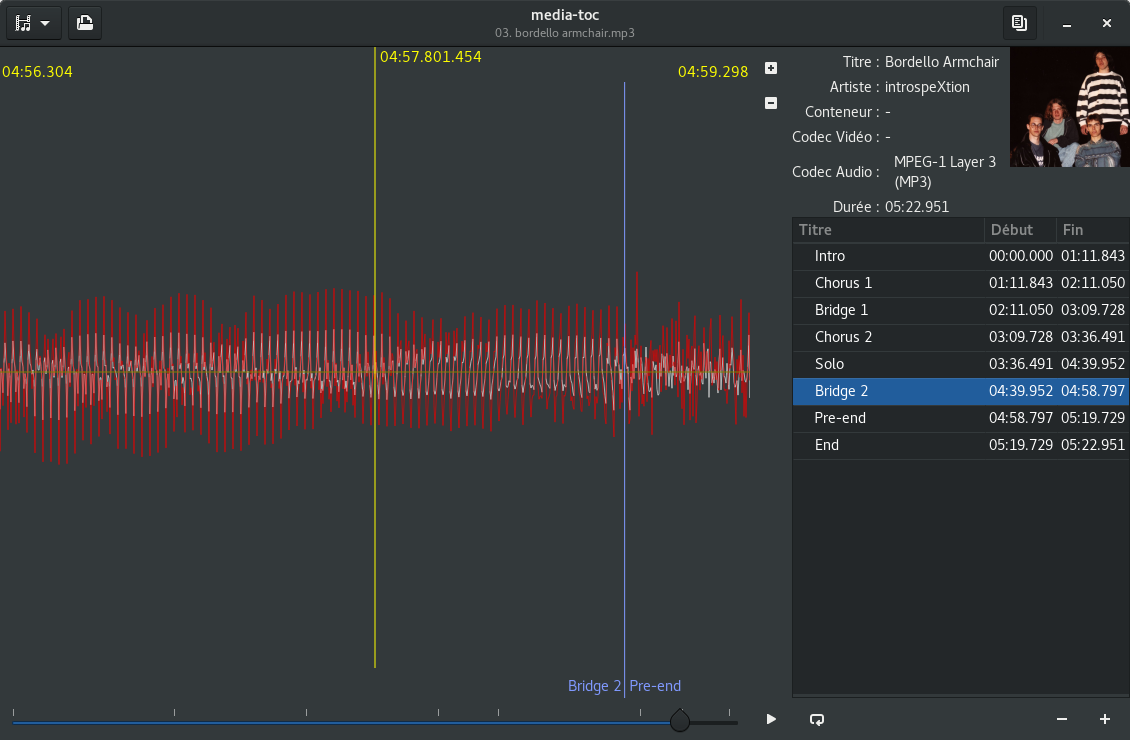 media-toc
03. bordello armchair.mp3
04:56.304
04:57.801.454
04:59.298
Titre : Bordello Armchair
Artiste : introspeXtion
Conteneur : -
Codec Vidéo : -
Codec Audio : MPEG-1 Layer 3
(MP3)
Durée : 05:22.951
Titre Début Fin
Intro 00:00.000 01:11.843
Chorus 1 01:11.843 02:11.050
Bridge 1 02:11.050 03:09.728
Chorus 2 03:09.728 03:36.491
Solo 03:36.491 04:39.952
Bridge 2 04:39.952 04:58.797
Pre-end 04:58.797 05:19.729
End 05:19.729 05:22.951
Bridge 2 Pre-end